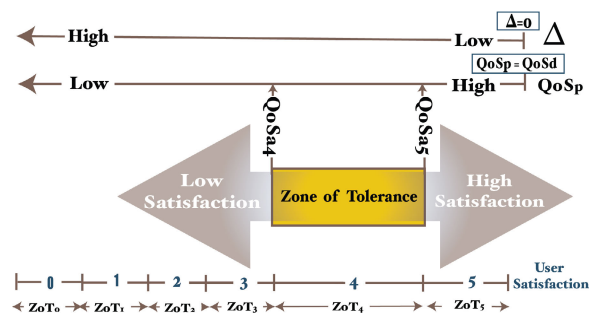 Δ=0
High Low Δ
QoSp = QoSd
Low High QoSp
QoSa4 QoSa5
Low Satisfaction
Zone of Tolerance
High Satisfaction
0 1 2 3 4 5 User Satisfaction
ZoT0 ZoT1 ZoT2 ZoT3 ZoT4 ZoT5